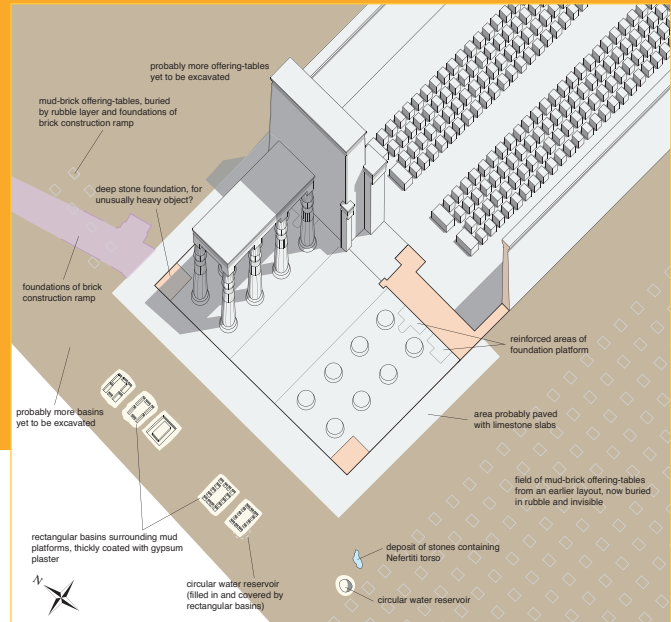 probably more offering-tables
yet to be excavated
mud-brick offering-tables, buried
by rubble layer and foundations of
brick construction ramp
deep stone foundation, for
unusually heavy object?
foundations of brick
construction ramp
reinforced areas of
foundation platform
probably more basins
yet to be excavated
area probably paved
with limestone slabs
field of mud-brick offering-tables
from an earlier layout, now buried
in rubble and invisible
rectangular basins surrounding mud
platforms, thickly coated with gypsum
plaster
deposit of stones containing
Nefertiti torso
circular water reservoir
(filled in and covered by
rectangular basins)
circular water reservoir
N